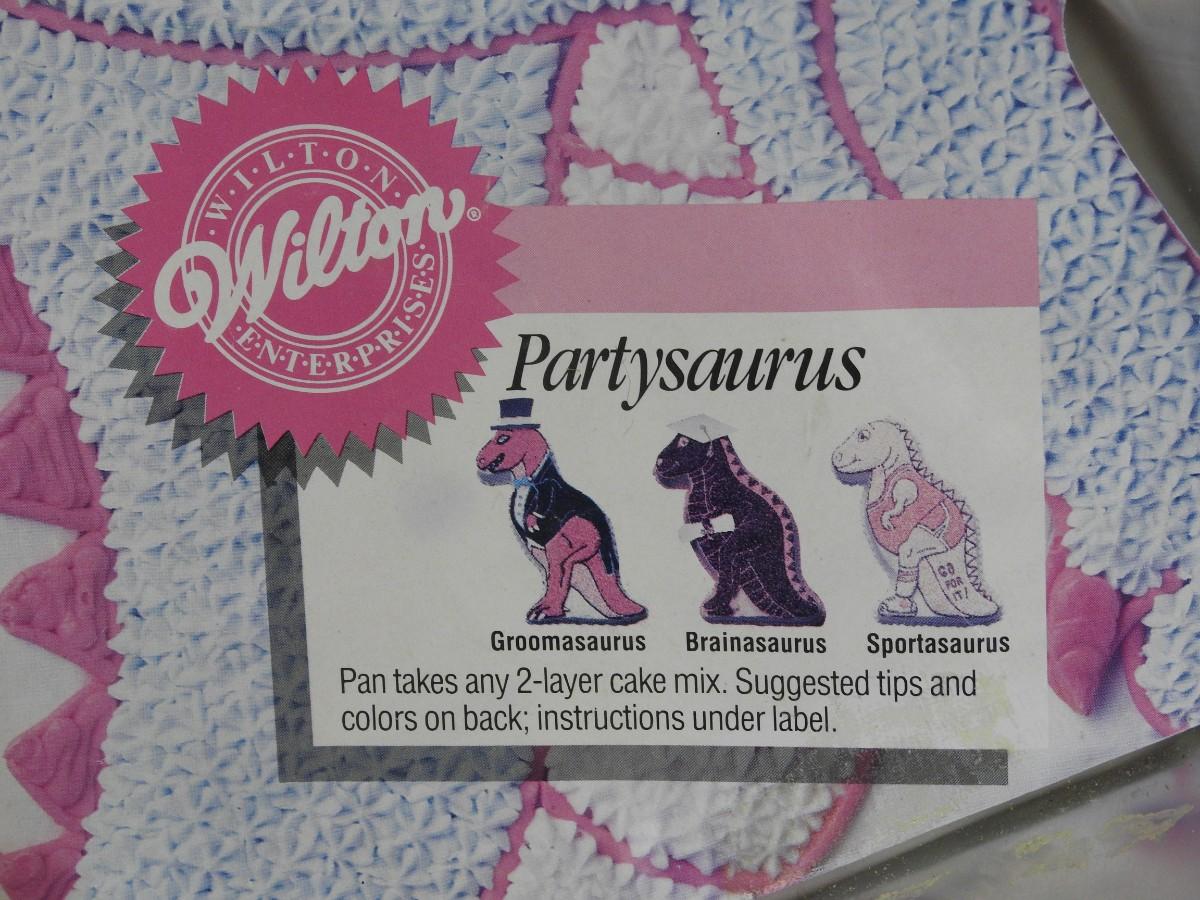 W·I·L·T·O·N
Wilton®
·E·N·T·E·R·P·R·I·S·E·S·
Partysaurus
GO
FOR
IT!
Groomasaurus Brainasaurus Sportasaurus
Pan takes any 2-layer cake mix. Suggested tips and
colors on back; instructions under label.